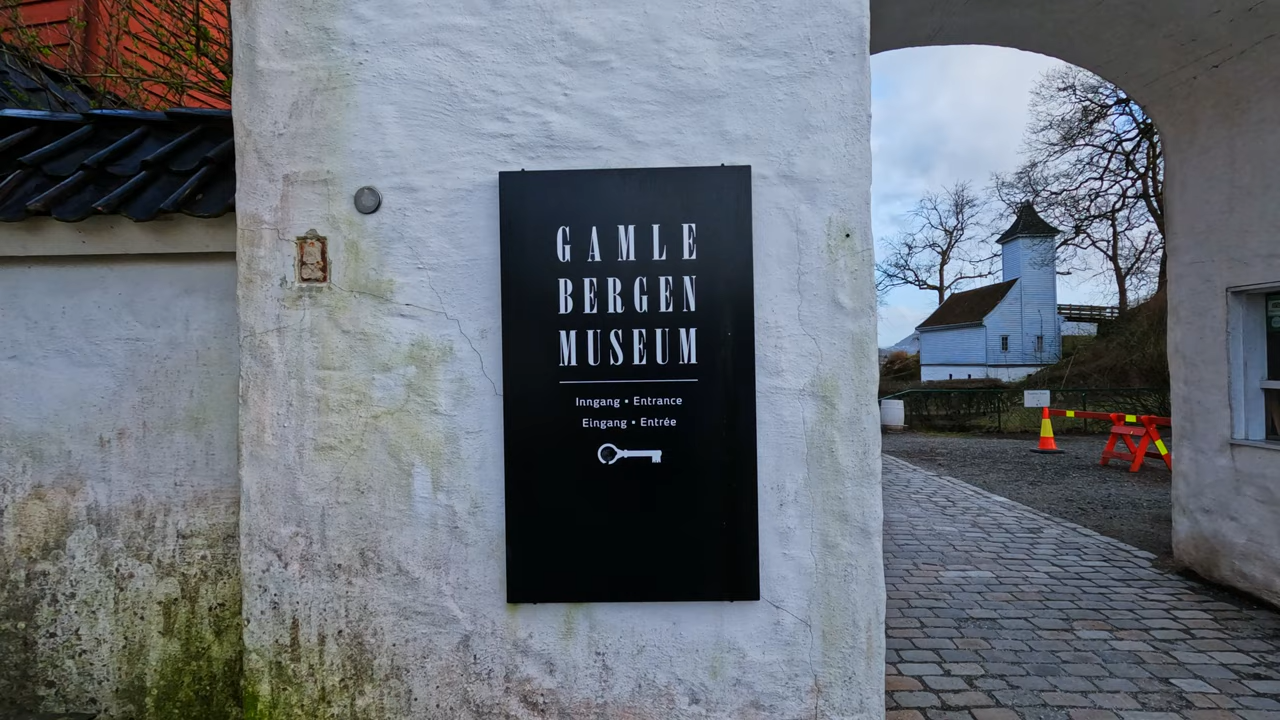 GAMLE
BERGEN
MUSEUM
Inngang • Entrance
Eingang • Entrée